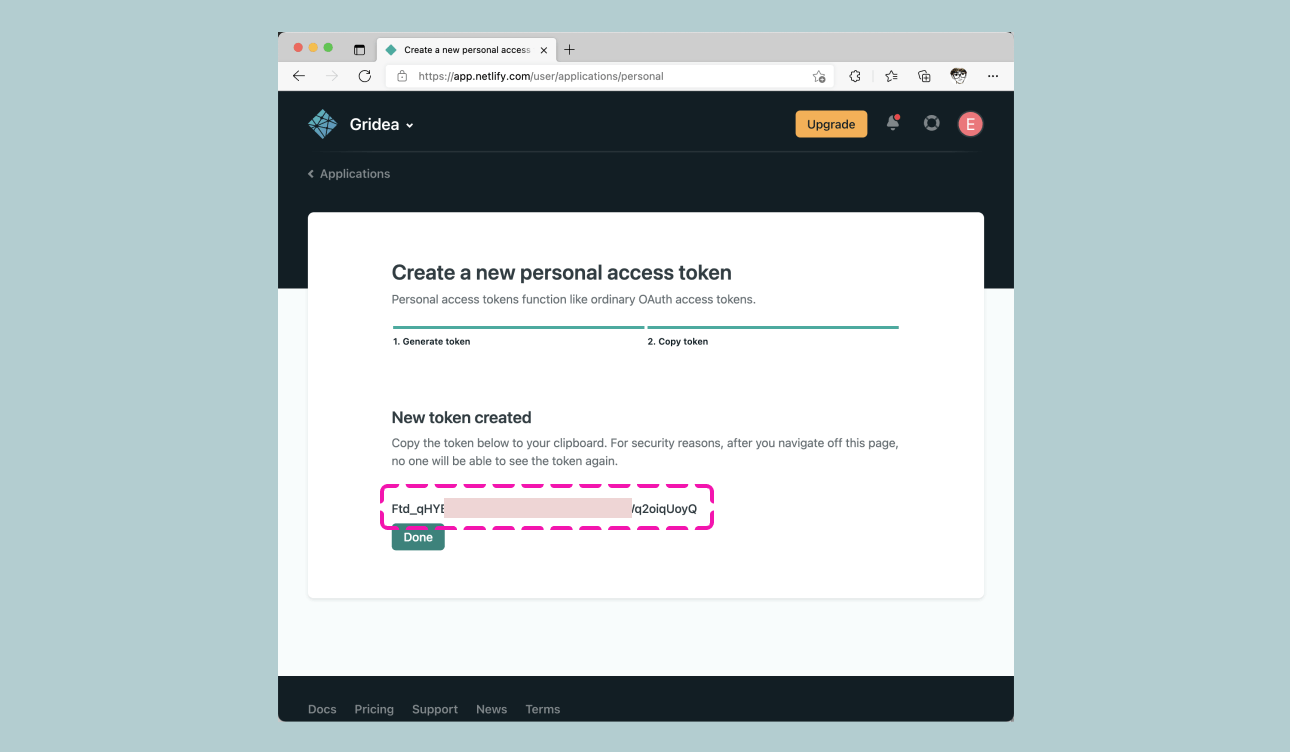 Create a new personal access
https://app.netlify.com/user/applications/personal
Gridea
Upgrade
E
Applications
Create a new personal access token
Personal access tokens function like ordinary OAuth access tokens.
1. Generate token
2. Copy token
New token created
Copy the token below to your clipboard. For security reasons, after you navigate off this page,
no one will be able to see the token again.
Ftd_qHY
q2oiqUoyQ
Done
Docs
Pricing
Support
News
Terms